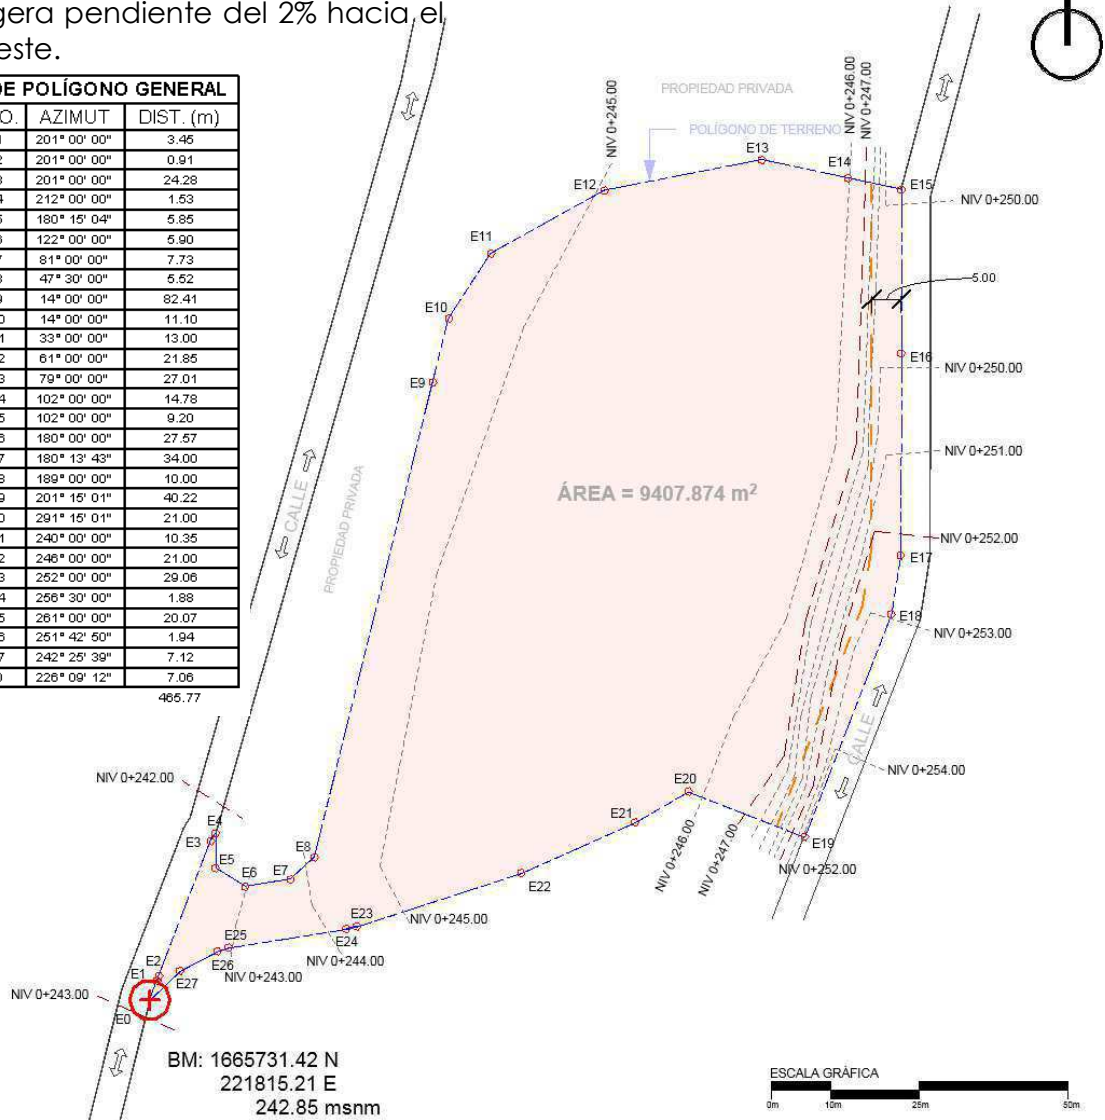 gera pendiente del 2% hacia el
este.
DE POLÍGONO GENERAL
O. AZIMUT DIST. (m)
201° 00' 00" 3.45
201° 00' 00" 0.91
201° 00' 00" 24.28
212° 00' 00" 1.53
180° 15' 04" 5.85
122° 00' 00" 5.90
81° 00' 00" 7.73
47° 30' 00" 5.52
14° 00' 00" 82.41
14° 00' 00" 11.10
33° 00' 00" 13.00
61° 00' 00" 21.85
79° 00' 00" 27.01
102° 00' 00" 14.78
102° 00' 00" 9.20
180° 00' 00" 27.57
180° 13' 43" 34.00
189° 00' 00" 10.00
201° 15' 01" 40.22
291° 15' 01" 21.00
240° 00' 00" 10.35
246° 00' 00" 21.00
252° 00' 00" 29.06
256° 30' 00" 1.88
261° 00' 00" 20.07
251° 42' 50" 1.94
242° 25' 39" 7.12
226° 09' 12" 7.06
465.77
PROPIEDAD PRIVADA
POLÍGONO DE TERRENO
NIV 0+245.00
NIV 0+246.00
NIV 0+247.00
E12
E13
E14
E15
NIV 0+250.00
E11
5.00
E10
E9
E16
NIV 0+250.00
NIV 0+251.00
CALLE
PROPIEDAD PRIVADA
ÁREA = 9407.874 m²
NIV 0+252.00
E17
E18
NIV 0+253.00
CALLE
NIV 0+254.00
NIV 0+242.00
E20
E4
E3
E21
E8
E19
E5
E6
E7
E22
NIV 0+246.00
NIV 0+247.00
NIV 0+252.00
NIV 0+245.00
E23
E24
E25
E26
NIV 0+244.00
NIV 0+243.00
E2
E1
E27
NIV 0+243.00
E0
BM: 1665731.42 N
221815.21 E
242.85 msnm
ESCALA GRÁFICA
0m 10m 25m 50m